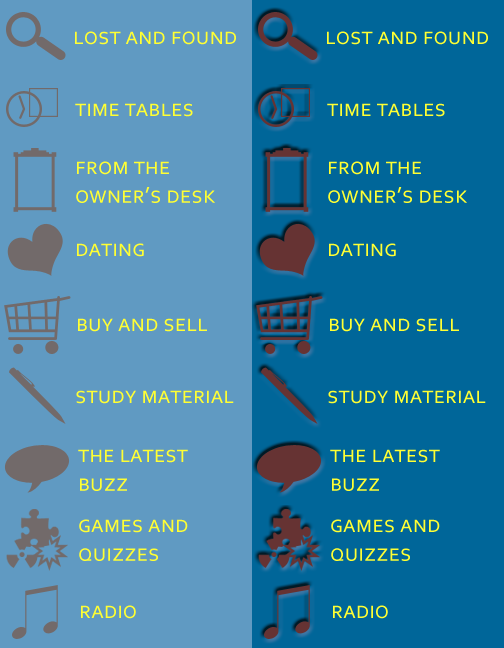 LOST AND FOUND
TIME TABLES
FROM THE
OWNER'S DESK
DATING
BUY AND SELL
STUDY MATERIAL
THE LATEST
BUZZ
GAMES AND
QUIZZES
RADIO
LOST AND FOUND
TIME TABLES
FROM THE
OWNER'S DESK
DATING
BUY AND SELL
STUDY MATERIAL
THE LATEST
BUZZ
GAMES AND
QUIZZES
RADIO